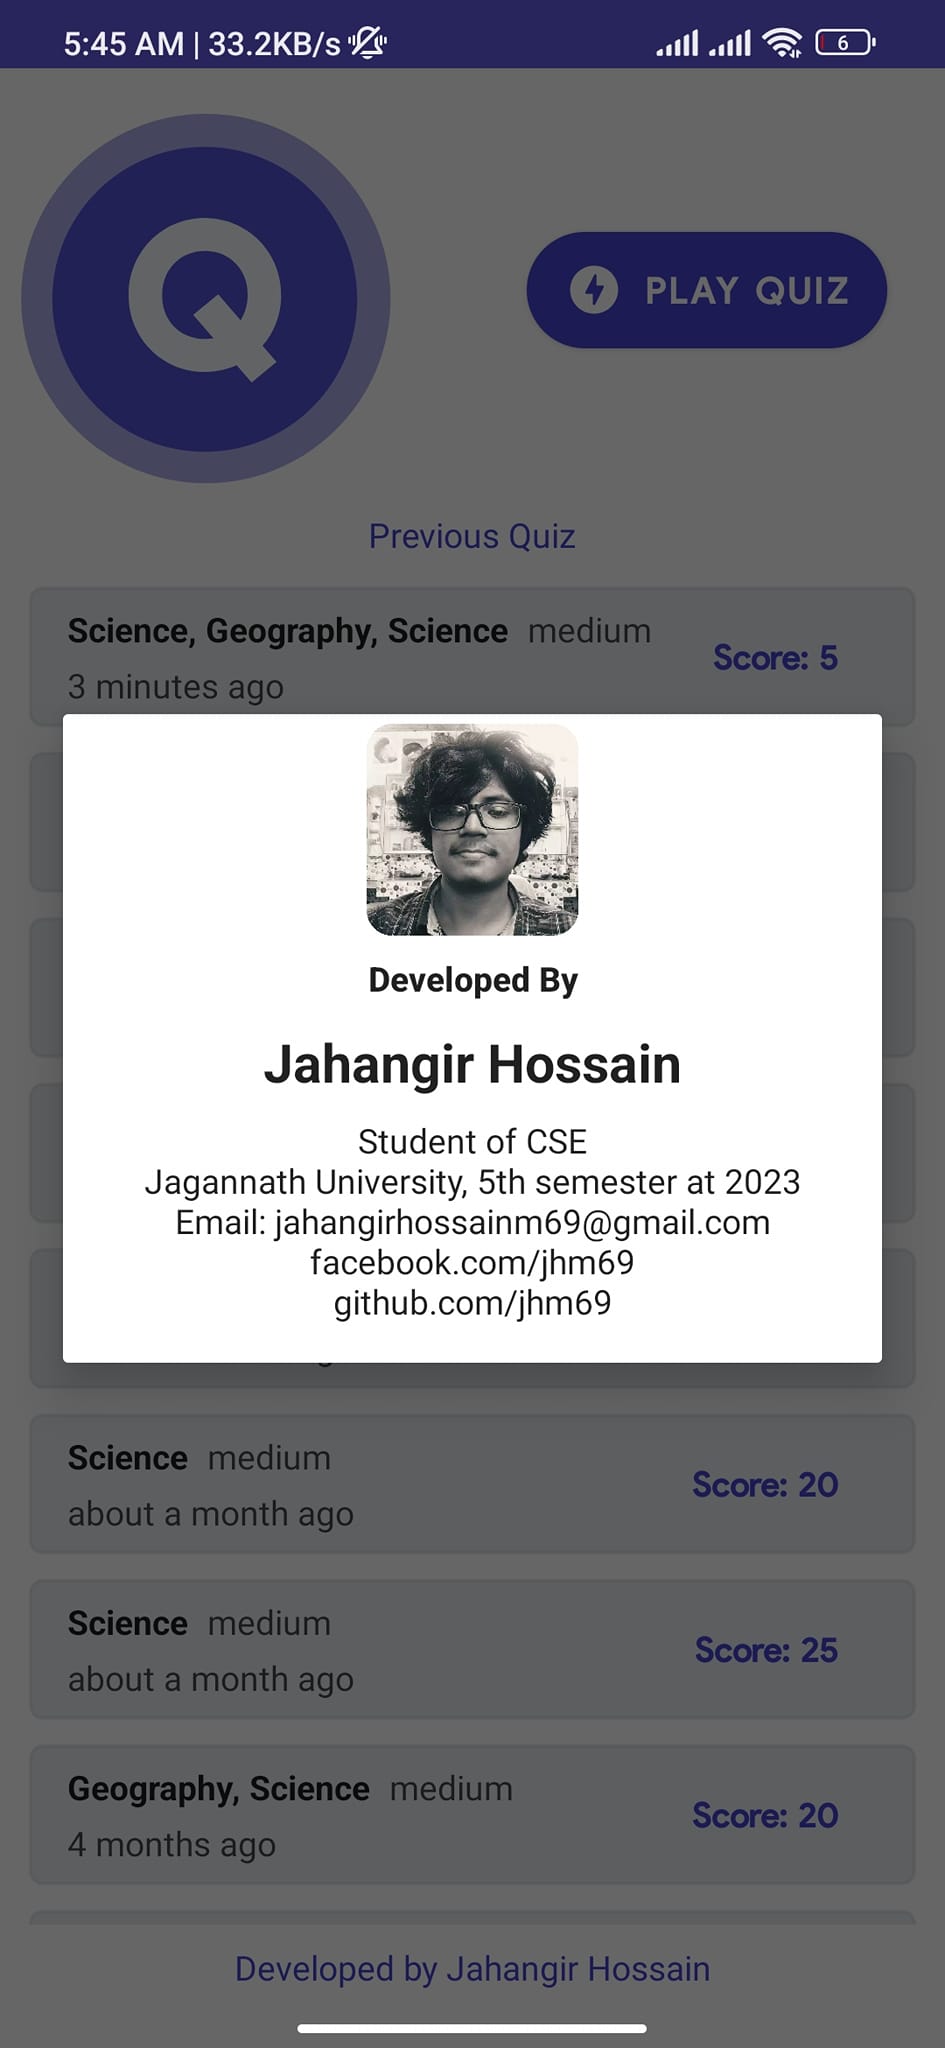 5:45 AM | 33.2KB/s
6
Q
PLAY QUIZ
Previous Quiz
Science, Geography, Science medium
Score: 5
3 minutes ago
Developed By
Jahangir Hossain
Student of CSE
Jagannath University, 5th semester at 2023
Email: jahangirhossainm69@gmail.com
facebook.com/jhm69
github.com/jhm69
Science medium
Score: 20
about a month ago
Science medium
Score: 25
about a month ago
Geography, Science medium
Score: 20
4 months ago
Developed by Jahangir Hossain